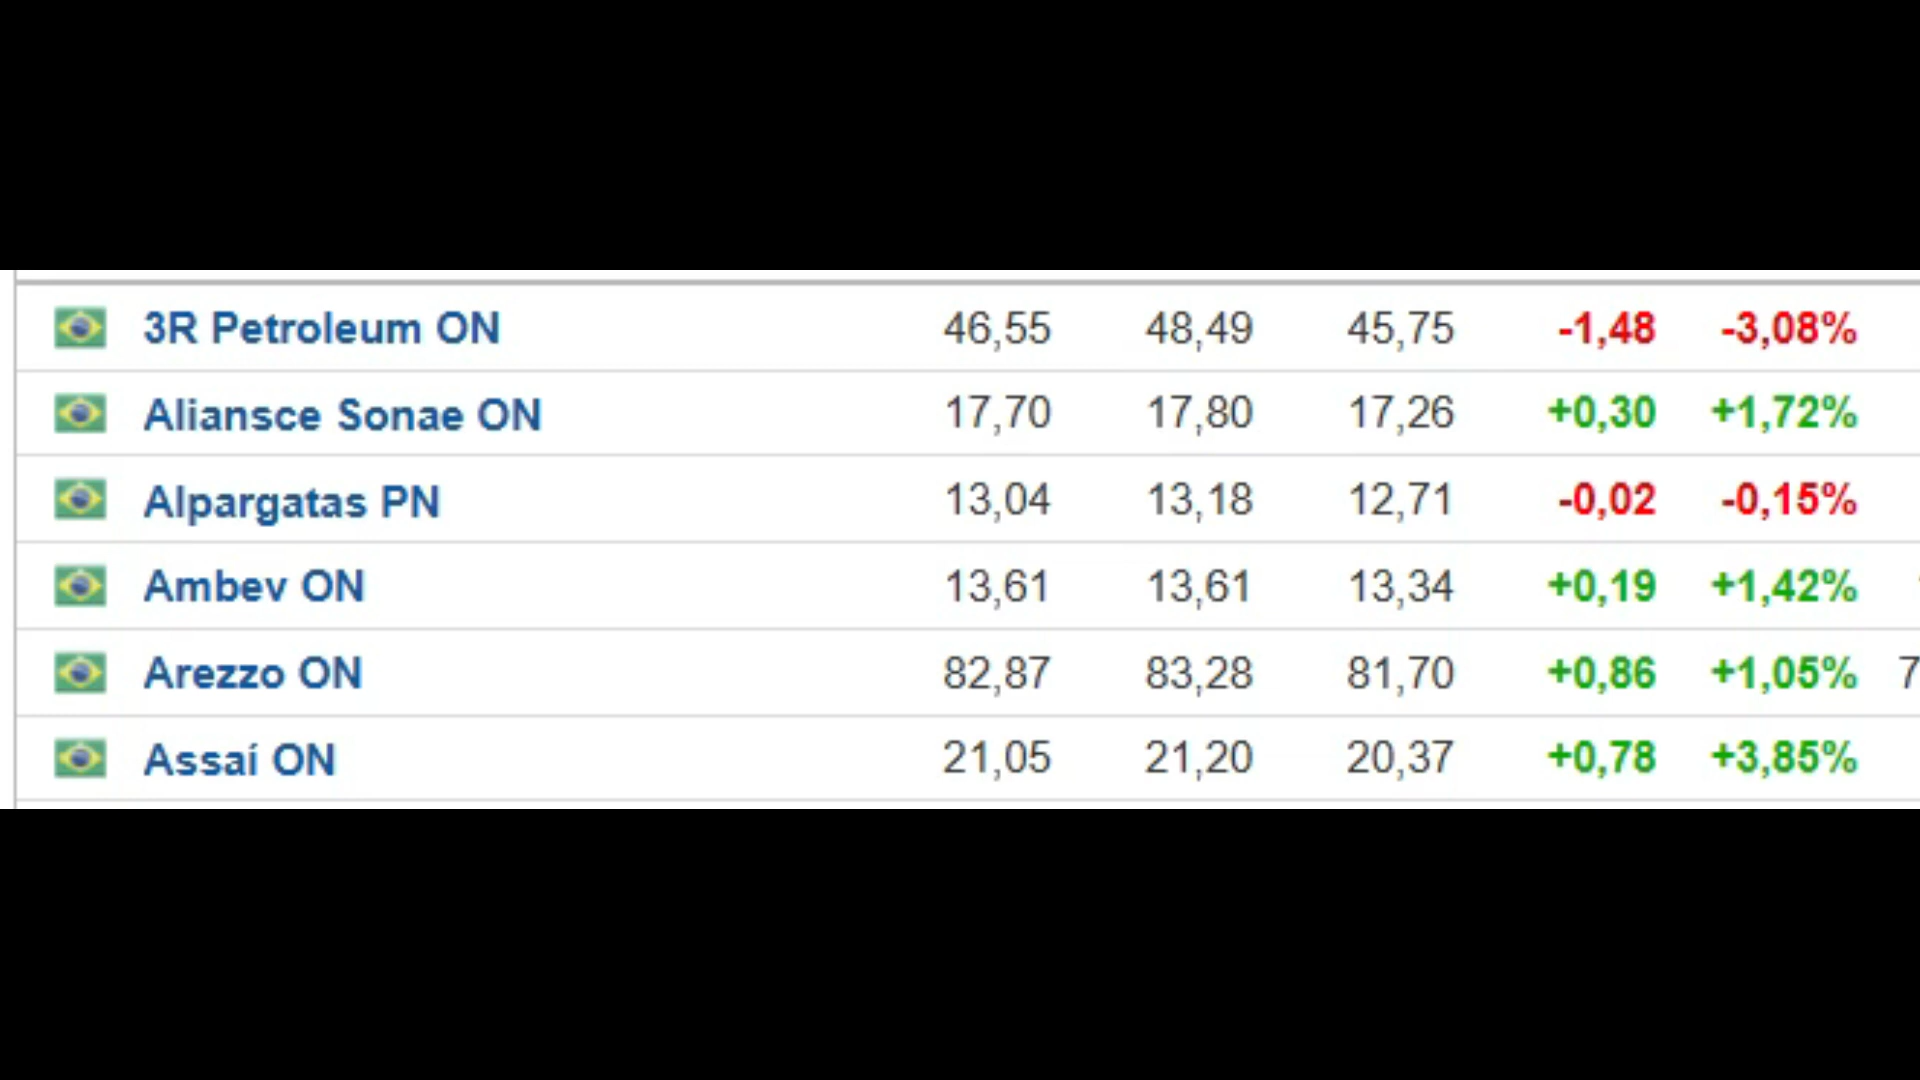 3R Petroleum ON 46,55 48,49 45,75 -1,48 -3,08%
Aliansce Sonae ON 17,70 17,80 17,26 +0,30 +1,72%
Alpargatas PN 13,04 13,18 12,71 -0,02 -0,15%
Ambev ON 13,61 13,61 13,34 +0,19 +1,42%
Arezzo ON 82,87 83,28 81,70 +0,86 +1,05% 7
Assaí ON 21,05 21,20 20,37 +0,78 +3,85%